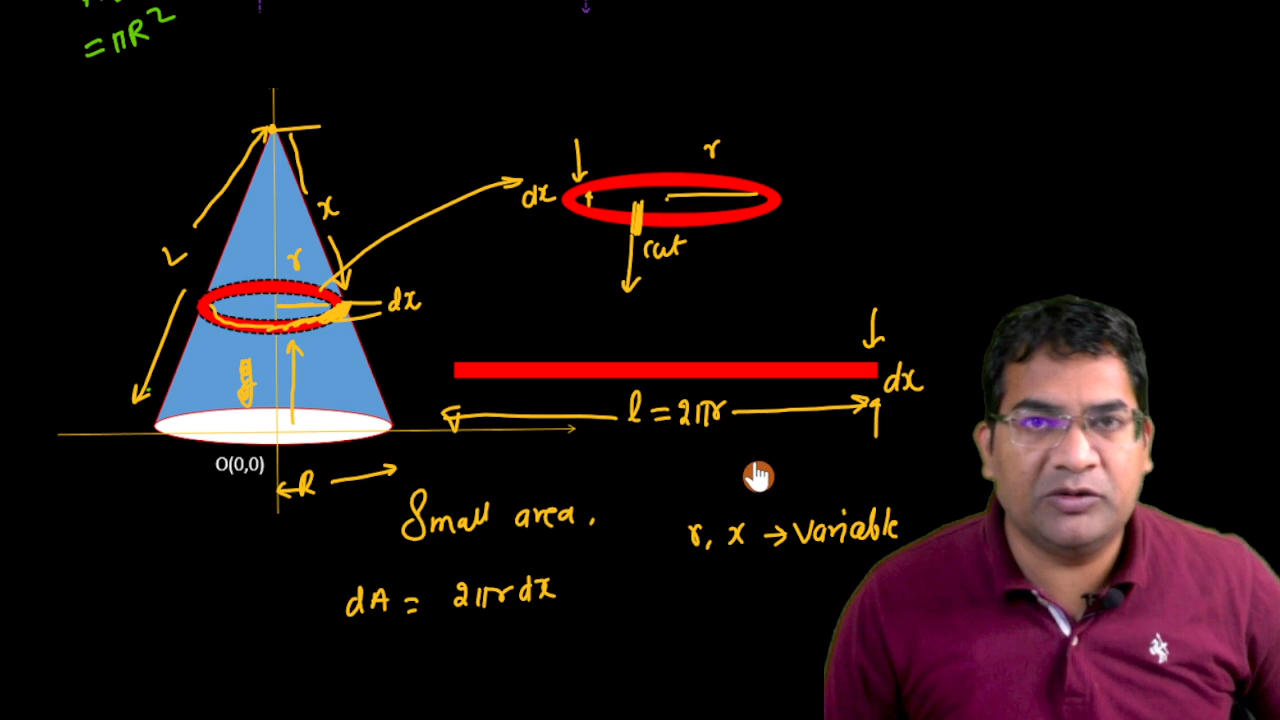 = πR²
L
x
r
dx
r
dx
cut
dx
l = 2πr
O(0,0)
R
Small area.
r, x → variable
dA = 2πr dx